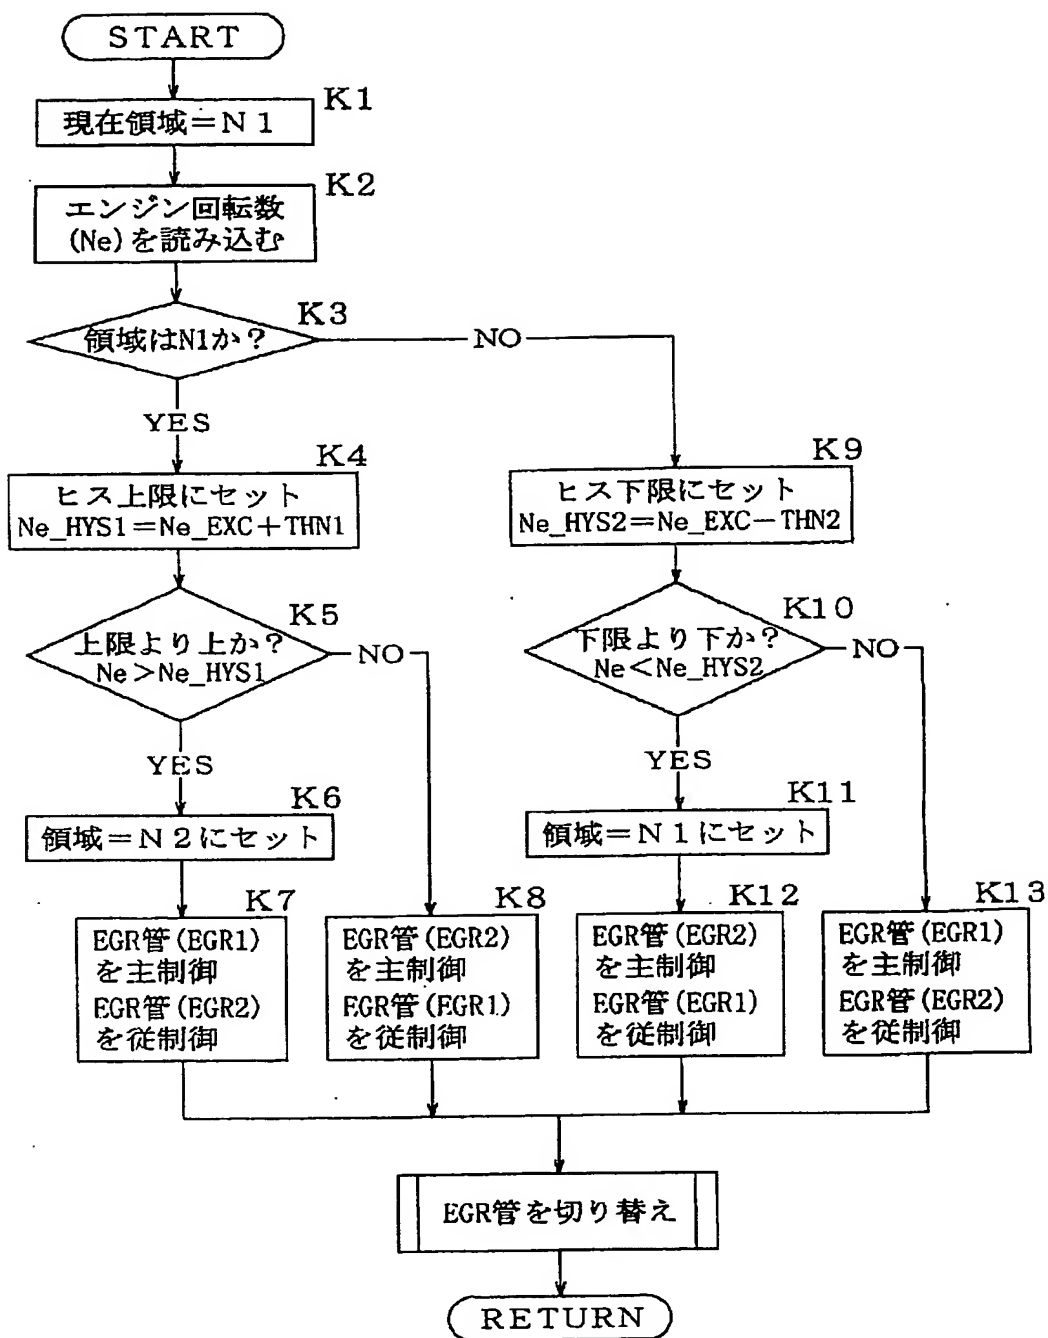 START
K1
現在領域=N1
K2
エンジン回転数
(Ne)を読み込む
K3
領域はN1か?
NO
YES
K4
ヒス上限にセット
Ne_HYS1=Ne_EXC+THN1
K9
ヒス下限にセット
Ne_HYS2=Ne_EXC-THN2
K5
上限より上か?
Ne>Ne_HYS1
NO
YES
K10
下限より下か?
Ne<Ne_HYS2
NO
YES
K6
領域=N2にセット
K11
領域=N1にセット
K7
EGR管(EGR1)
を主制御
EGR管(EGR2)
を従制御
K8
EGR管(EGR2)
を主制御
EGR管(EGR1)
を従制御
K12
EGR管(EGR2)
を主制御
EGR管(EGR1)
を従制御
K13
EGR管(EGR1)
を主制御
EGR管(EGR2)
を従制御
EGR管を切り替え
RETURN